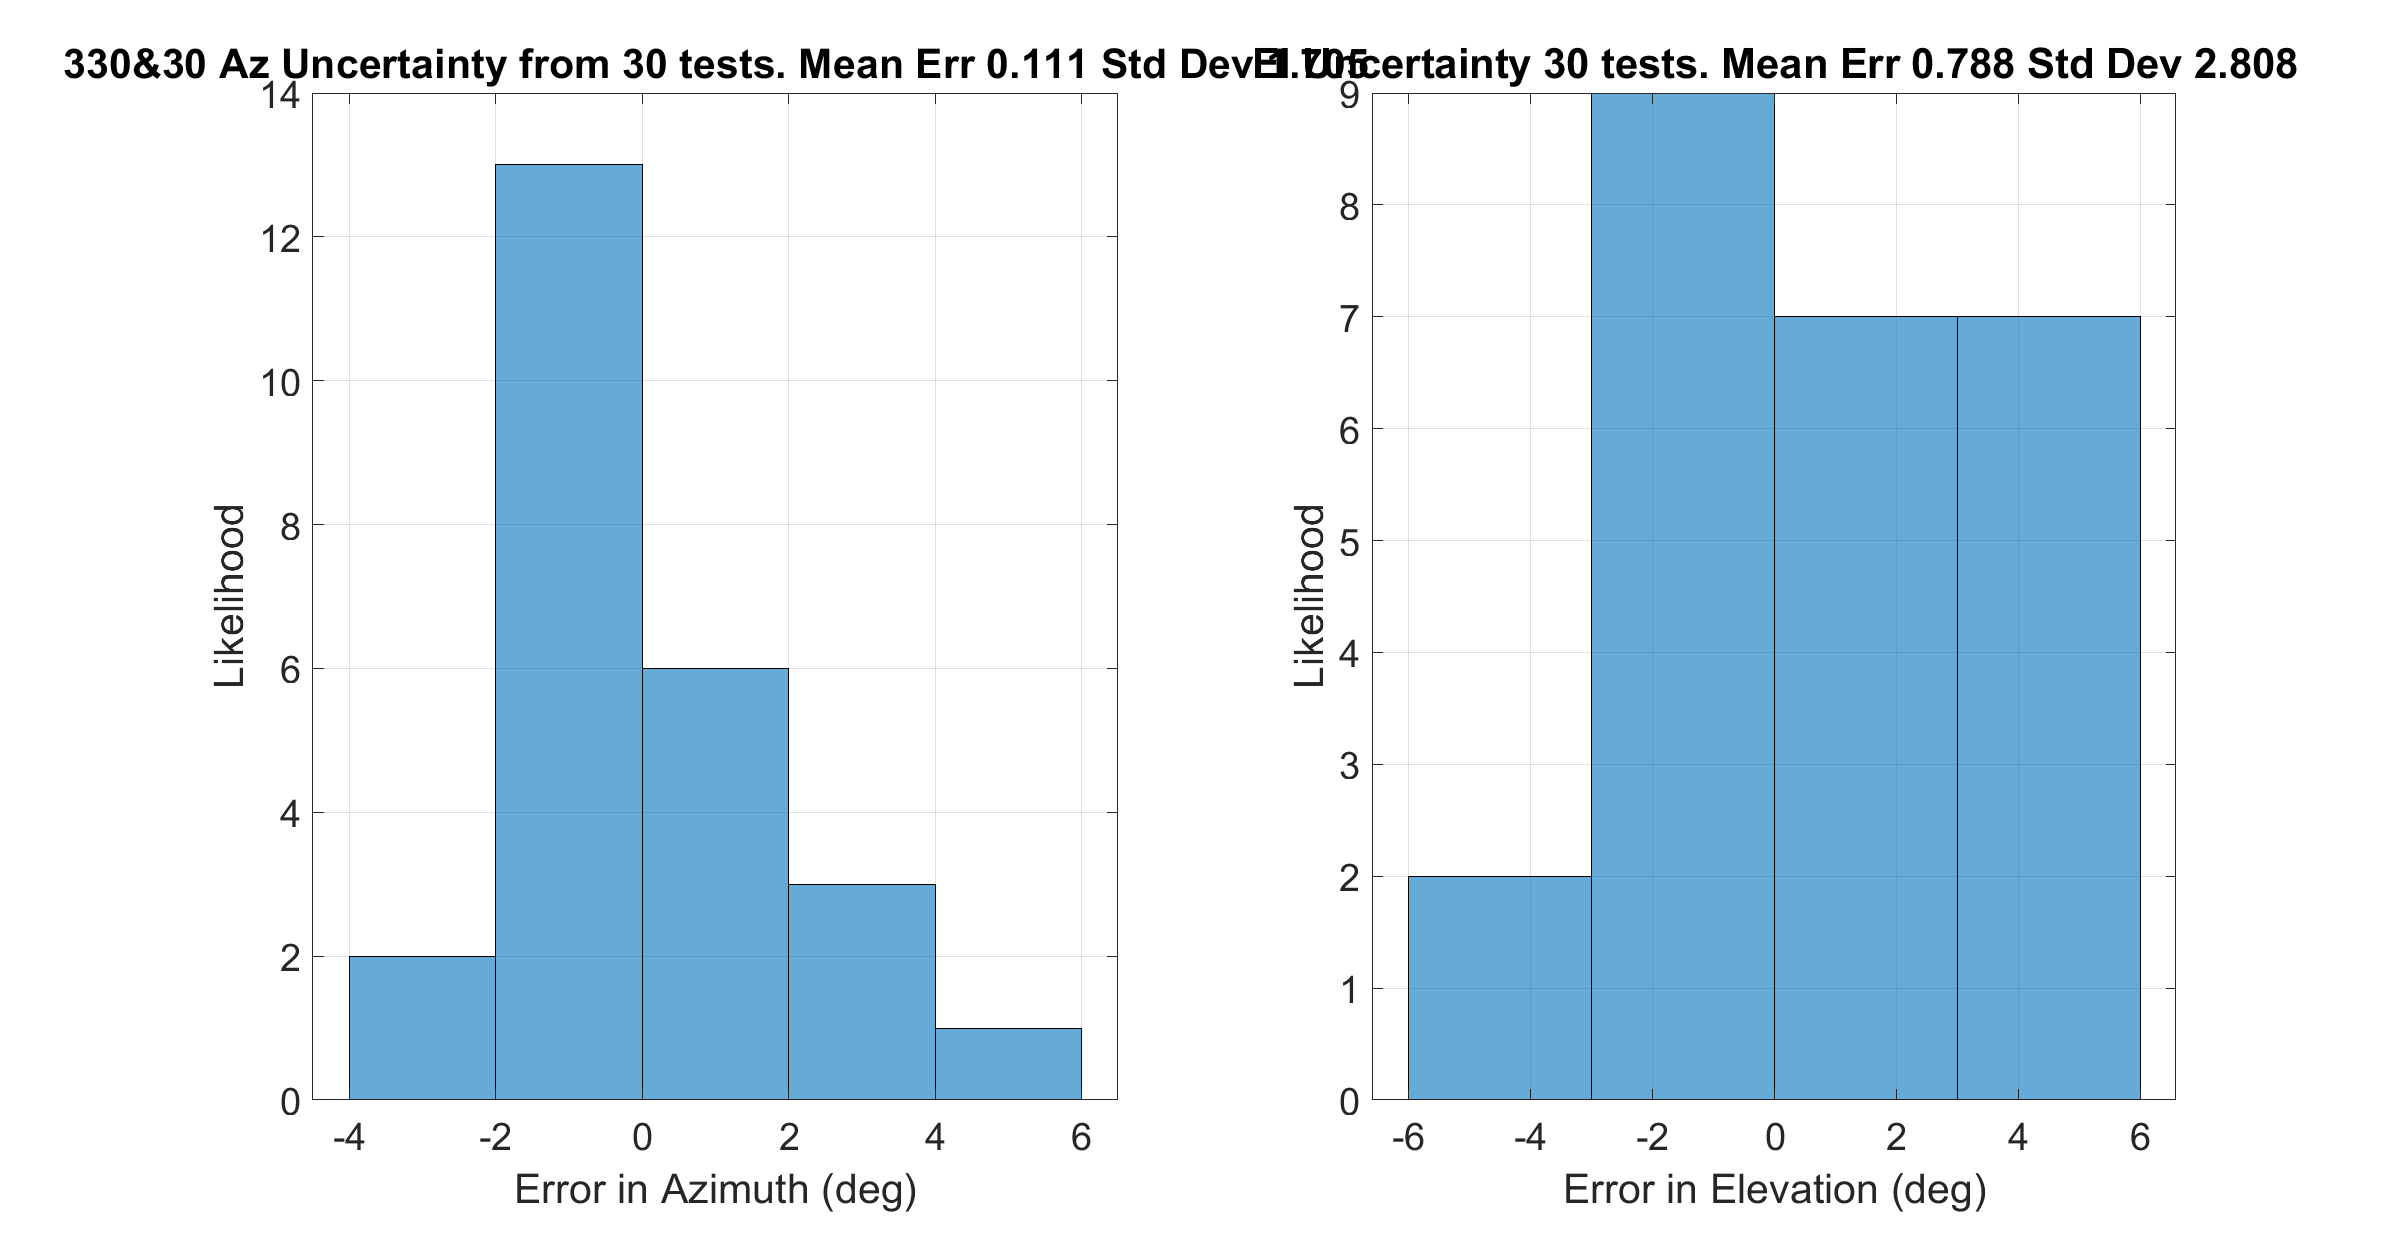 330&30 Az Uncertainty from 30 tests. Mean Err 0.111 Std Dev 1.705
El Uncertainty 30 tests. Mean Err 0.788 Std Dev 2.808
14
12
10
8
6
4
2
0
Likelihood
-4 -2 0 2 4 6
Error in Azimuth (deg)
9
8
7
6
5
4
3
2
1
0
Likelihood
-6 -4 -2 0 2 4 6
Error in Elevation (deg)